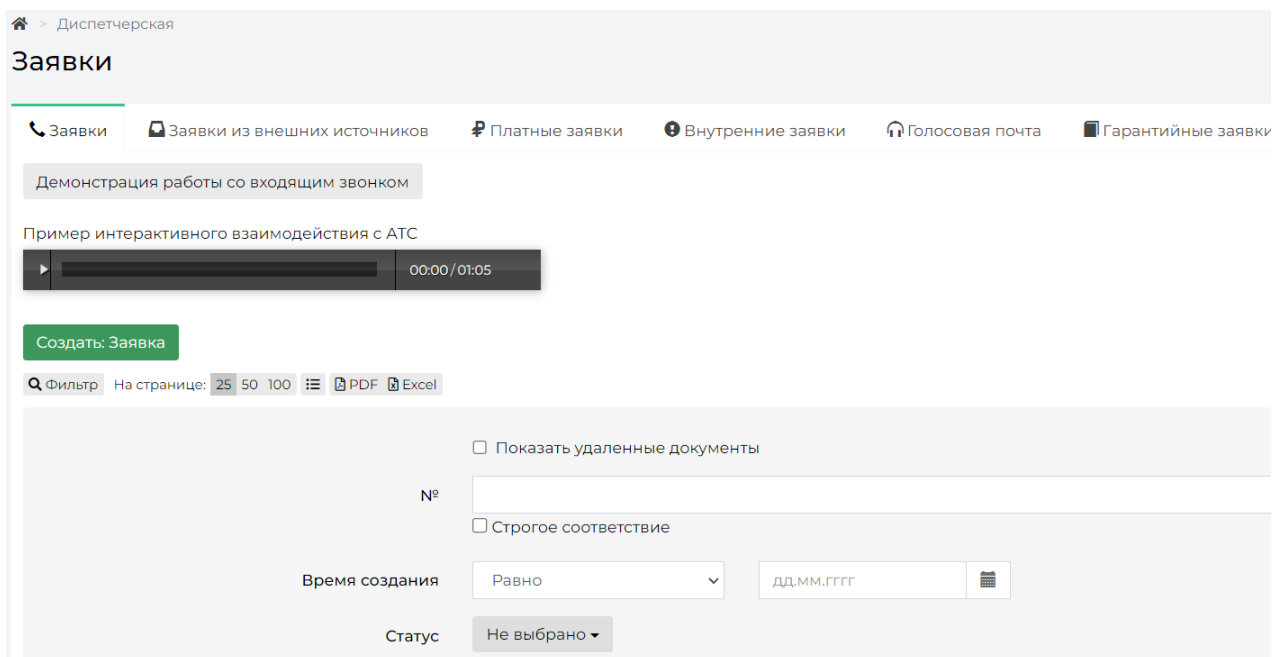 > Диспетчерская
Заявки
Заявки Заявки из внешних источников Платные заявки Внутренние заявки Голосовая почта Гарантийные заявки
Демонстрация работы со входящим звонком
Пример интерактивного взаимодействия с АТС
00:00/01:05
Создать: Заявка
Фильтр На странице: 25 50 100 PDF Excel
Показать удаленные документы
№
Строгое соответствие
Время создания Равно дд.мм.гггг
Статус Не выбрано